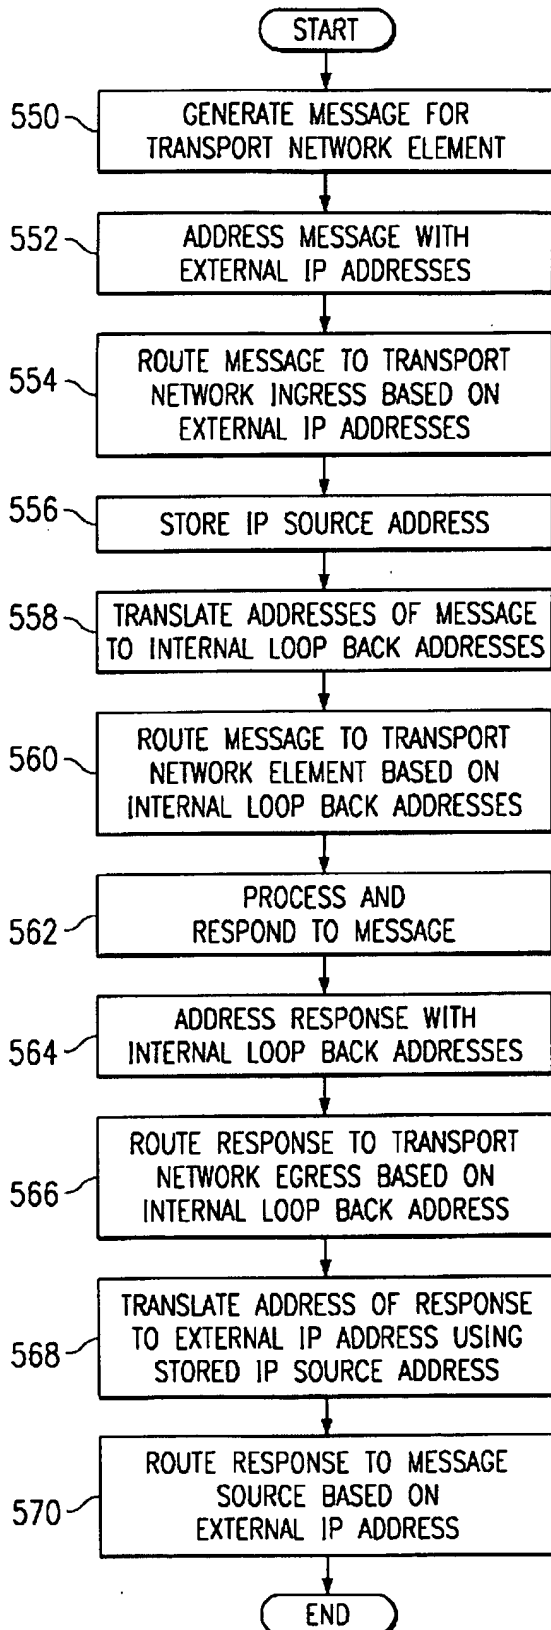 START
550
GENERATE MESSAGE FOR
TRANSPORT NETWORK ELEMENT
552
ADDRESS MESSAGE WITH
EXTERNAL IP ADDRESSES
554
ROUTE MESSAGE TO TRANSPORT
NETWORK INGRESS BASED ON
EXTERNAL IP ADDRESSES
556
STORE IP SOURCE ADDRESS
558
TRANSLATE ADDRESSES OF MESSAGE
TO INTERNAL LOOP BACK ADDRESSES
560
ROUTE MESSAGE TO TRANSPORT
NETWORK ELEMENT BASED ON
INTERNAL LOOP BACK ADDRESSES
562
PROCESS AND
RESPOND TO MESSAGE
564
ADDRESS RESPONSE WITH
INTERNAL LOOP BACK ADDRESSES
566
ROUTE RESPONSE TO TRANSPORT
NETWORK EGRESS BASED ON
INTERNAL LOOP BACK ADDRESS
568
TRANSLATE ADDRESS OF RESPONSE
TO EXTERNAL IP ADDRESS USING
STORED IP SOURCE ADDRESS
570
ROUTE RESPONSE TO MESSAGE
SOURCE BASED ON
EXTERNAL IP ADDRESS
END